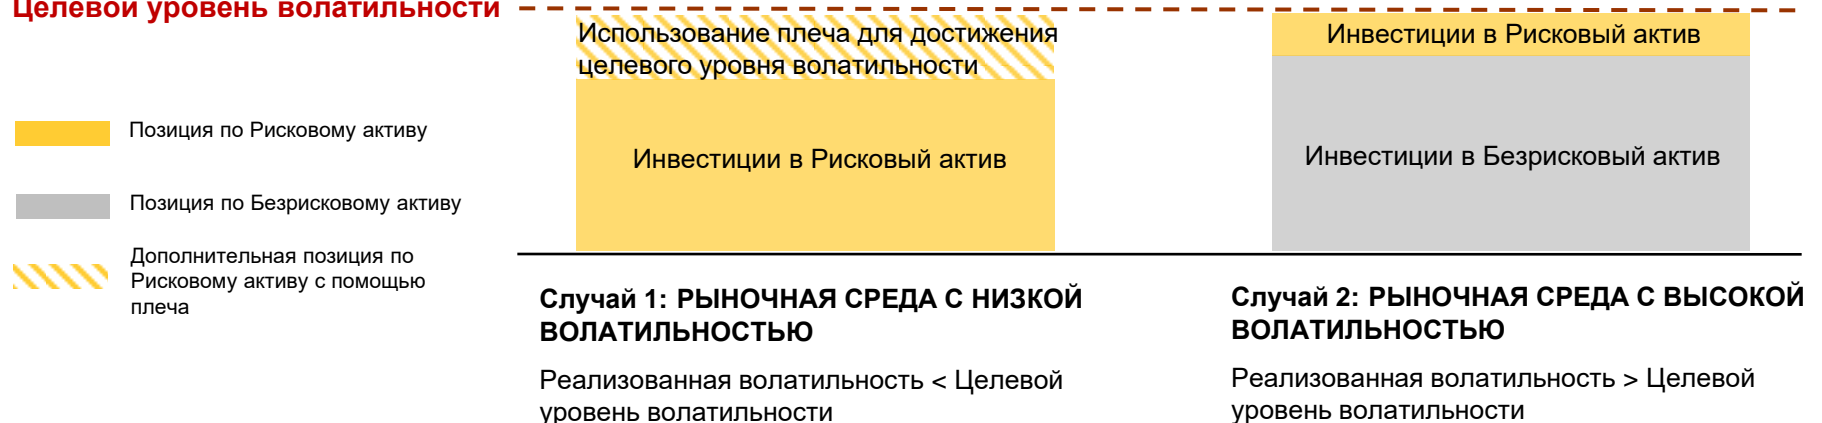 Целевой уровень волатильности
Использование плеча для достижения
целевого уровня волатильности
Инвестиции в Рисковый актив
Инвестиции в Рисковый актив
Инвестиции в Безрисковый актив
Позиция по Рисковому активу
Позиция по Безрисковому активу
Дополнительная позиция по
Рисковому активу с помощью
плеча
Случай 1: РЫНОЧНАЯ СРЕДА С НИЗКОЙ
ВОЛАТИЛЬНОСТЬЮ
Реализованная волатильность < Целевой
уровень волатильности
Случай 2: РЫНОЧНАЯ СРЕДА С ВЫСОКОЙ
ВОЛАТИЛЬНОСТЬЮ
Реализованная волатильность > Целевой
уровень волатильности